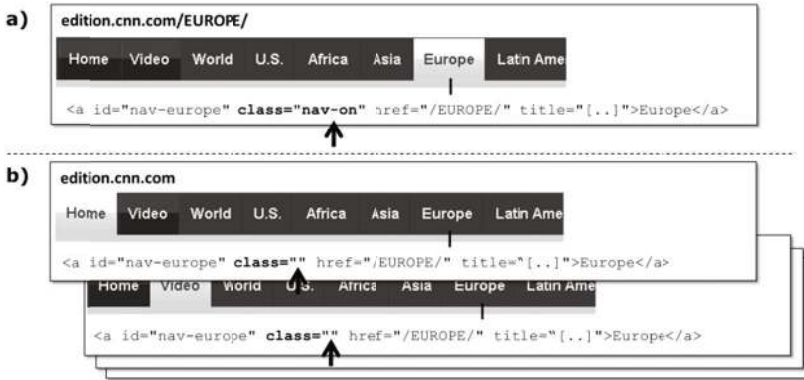 a)
edition.cnn.com/EUROPE/
Home Video World U.S. Africa Asia Europe Latin Ame
<a id="nav-europe" class="nav-on" href="/EUROPE/" title="[..]">Europe</a>
b)
edition.cnn.com
Home Video World U.S. Africa Asia Europe Latin Ame
<a id="nav-europe" class="" href="/EUROPE/" title="[..]">Europe</a>
Home Video World U.S. Africa Asia Europe Latin Ame
<a id="nav-europe" class="" href="/EUROPE/" title="[..]">Europe</a>